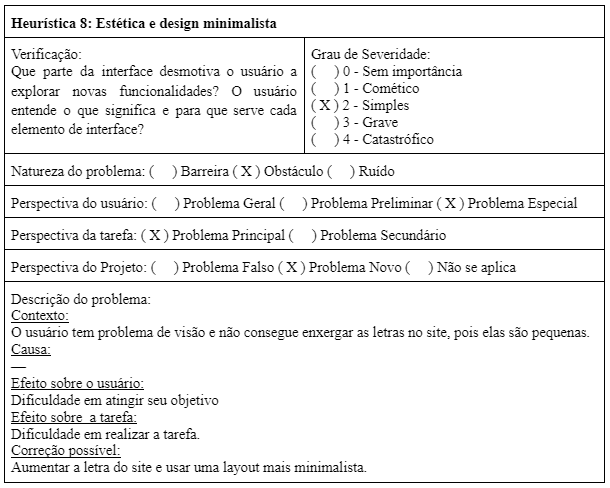 Heurística 8: Estética e design minimalista
Verificação:
Que parte da interface desmotiva o usuário a
explorar novas funcionalidades? O usuário
entende o que significa e para que serve cada
elemento de interface?
Grau de Severidade:
( ) 0 - Sem importância
( ) 1 - Comético
( X ) 2 - Simples
( ) 3 - Grave
( ) 4 - Catastrófico
Natureza do problema: ( ) Barreira ( X ) Obstáculo ( ) Ruído
Perspectiva do usuário: ( ) Problema Geral ( ) Problema Preliminar ( X ) Problema Especial
Perspectiva da tarefa: ( X ) Problema Principal ( ) Problema Secundário
Perspectiva do Projeto: ( ) Problema Falso ( X ) Problema Novo ( ) Não se aplica
Descrição do problema:
Contexto:
O usuário tem problema de visão e não consegue enxergar as letras no site, pois elas são pequenas.
Causa:
—
Efeito sobre o usuário:
Dificuldade em atingir seu objetivo
Efeito sobre a tarefa:
Dificuldade em realizar a tarefa.
Correção possível:
Aumentar a letra do site e usar uma layout mais minimalista.